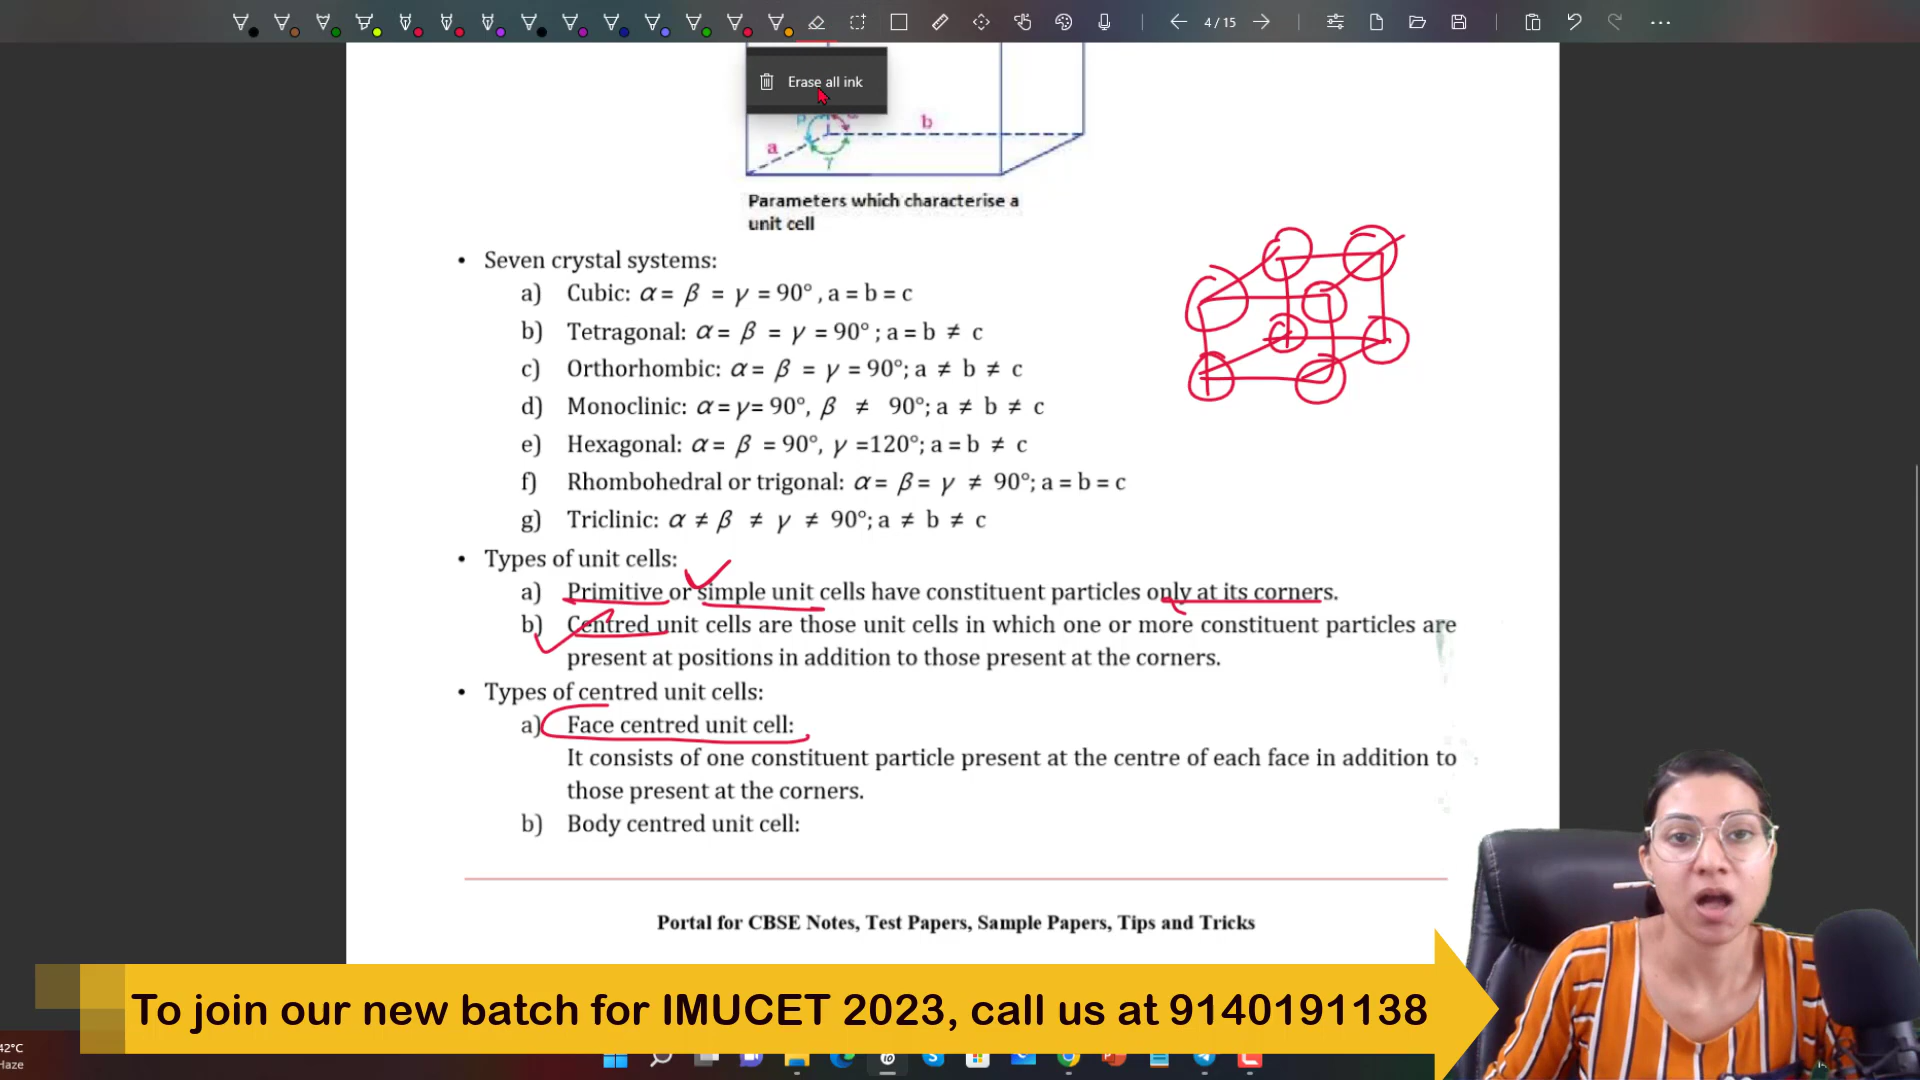 4 / 15
Erase all ink
b
a
γ
Parameters which characterise a
unit cell
• Seven crystal systems:
a) Cubic: α = β = γ = 90° , a = b = c
b) Tetragonal: α = β = γ = 90° ; a = b ≠ c
c) Orthorhombic: α = β = γ = 90°; a ≠ b ≠ c
d) Monoclinic: α = γ = 90°, β ≠ 90°; a ≠ b ≠ c
e) Hexagonal: α = β = 90°, γ =120°; a = b ≠ c
f) Rhombohedral or trigonal: α = β = γ ≠ 90°; a = b = c
g) Triclinic: α ≠ β ≠ γ ≠ 90°; a ≠ b ≠ c
• Types of unit cells:
a) Primitive or simple unit cells have constituent particles only at its corners.
b) Centred unit cells are those unit cells in which one or more constituent particles are
present at positions in addition to those present at the corners.
• Types of centred unit cells:
a) Face centred unit cell:
It consists of one constituent particle present at the centre of each face in addition to
those present at the corners.
b) Body centred unit cell:
Portal for CBSE Notes, Test Papers, Sample Papers, Tips and Tricks
To join our new batch for IMUCET 2023, call us at 9140191138
42°C
Haze